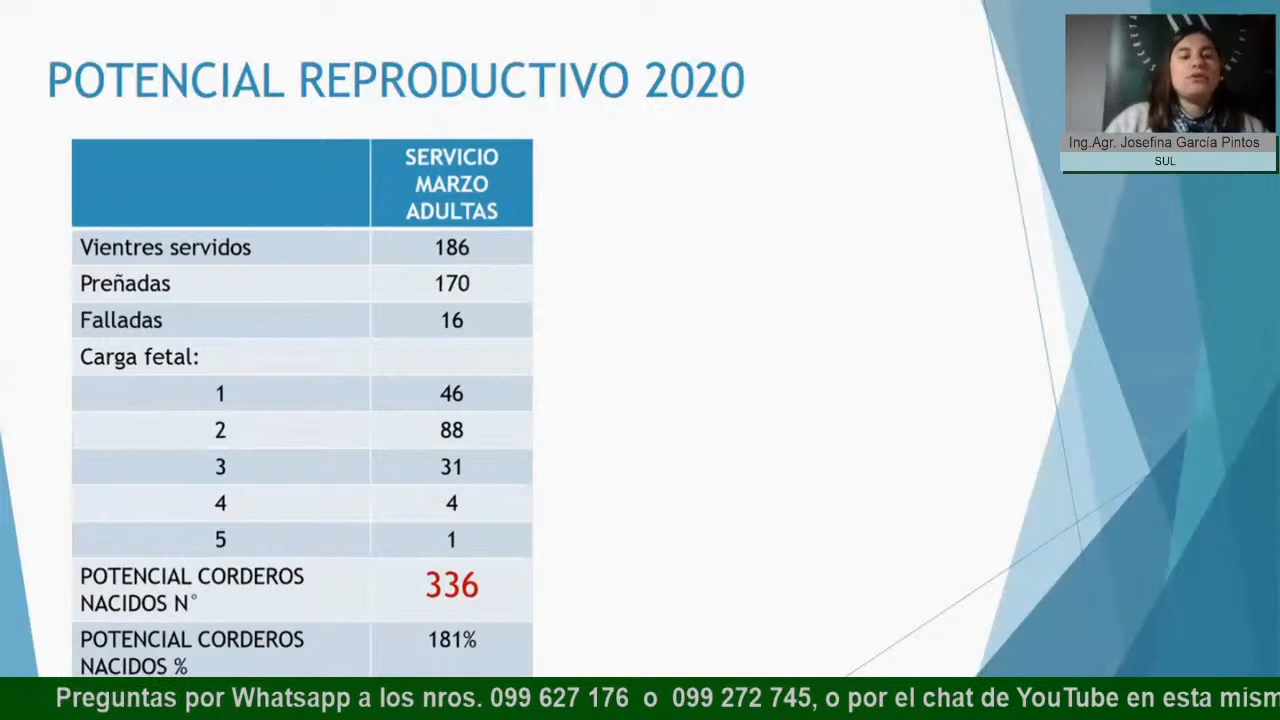 POTENCIAL REPRODUCTIVO 2020
SERVICIO
MARZO
ADULTAS
Vientres servidos 186
Preñadas 170
Falladas 16
Carga fetal:
1 46
2 88
3 31
4 4
5 1
POTENCIAL CORDEROS
NACIDOS N° 336
POTENCIAL CORDEROS
NACIDOS % 181%
Ing.Agr. Josefina García Pintos
SUL
Preguntas por Whatsapp a los nros. 099 627 176 o 099 272 745, o por el chat de YouTube en esta mism